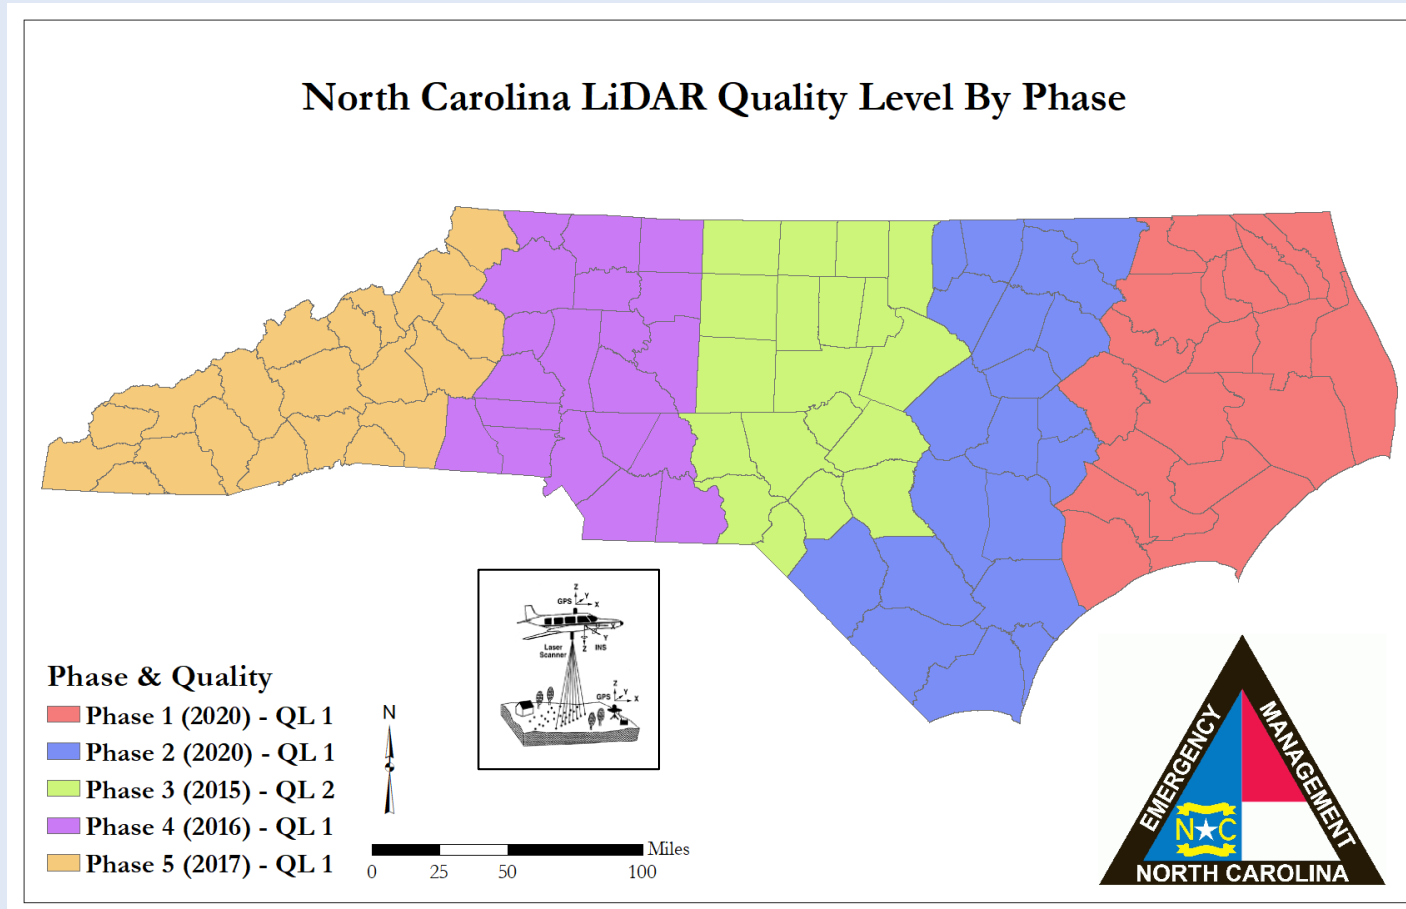 North Carolina LiDAR Quality Level By Phase
Z
Y
GPS
X
X
Y
Z
Laser
Scanner
INS
Z
Y
GPS
X
Phase & Quality
Phase 1 (2020) - QL 1
Phase 2 (2020) - QL 1
Phase 3 (2015) - QL 2
Phase 4 (2016) - QL 1
Phase 5 (2017) - QL 1
N
Miles
0 25 50 100
EMERGENCY
MANAGEMENT
N C
NORTH CAROLINA